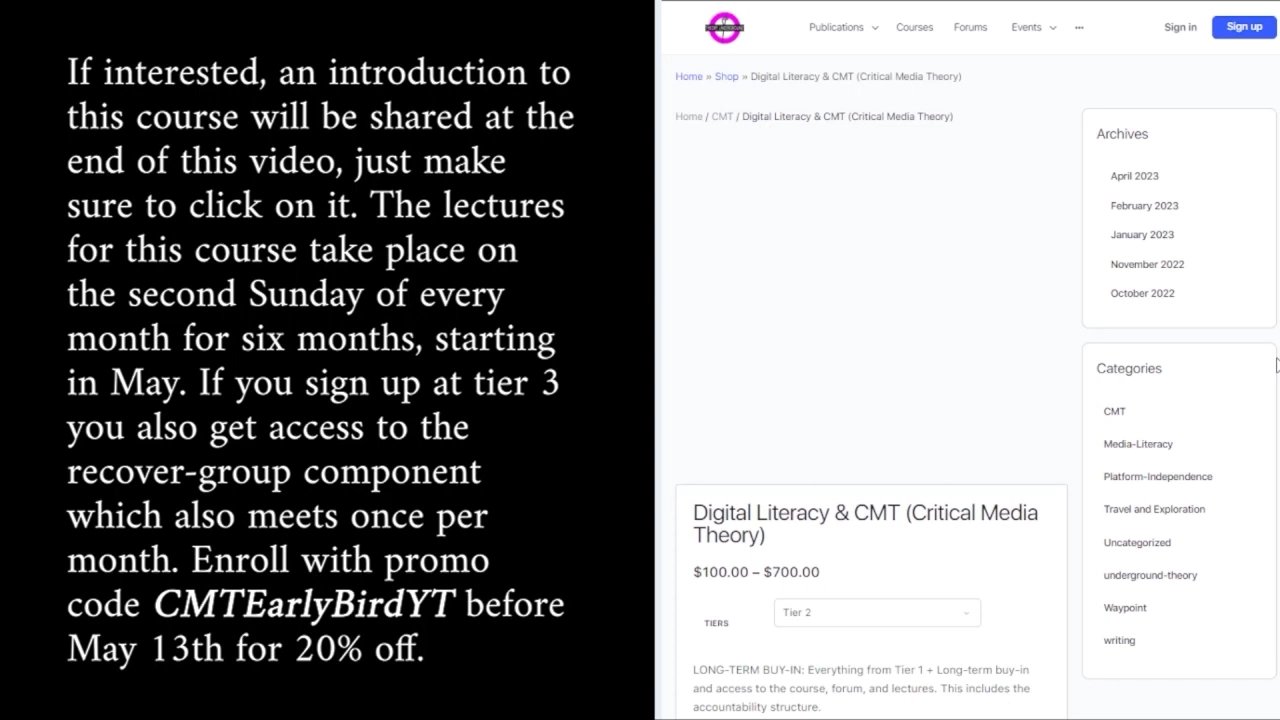 If interested, an introduction to
this course will be shared at the
end of this video, just make
sure to click on it. The lectures
for this course take place on
the second Sunday of every
month for six months, starting
in May. If you sign up at tier 3
you also get access to the
recover-group component
which also meets once per
month. Enroll with promo
code CMTEarlyBirdYT before
May 13th for 20% off.
Publications
Courses
Forums
Events
Sign in
Sign up
Home » Shop » Digital Literacy & CMT (Critical Media Theory)
Home / CMT / Digital Literacy & CMT (Critical Media Theory)
Digital Literacy & CMT (Critical Media
Theory)
$100.00 – $700.00
TIERS
Tier 2
LONG-TERM BUY-IN: Everything from Tier 1 + Long-term buy-in
and access to the course, forum, and lectures. This includes the
accountability structure.
Archives
April 2023
February 2023
January 2023
November 2022
October 2022
Categories
CMT
Media-Literacy
Platform-Independence
Travel and Exploration
Uncategorized
underground-theory
Waypoint
writing